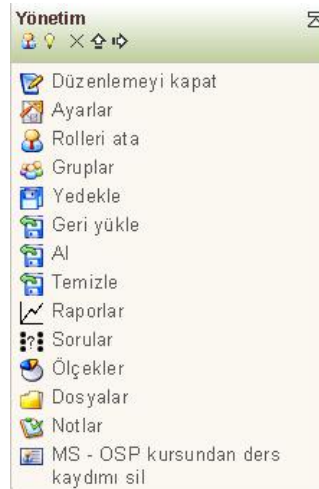 Yönetim
Düzenlemeyi kapat
Ayarlar
Rolleri ata
Gruplar
Yedekle
Geri yükle
Al
Temizle
Raporlar
Sorular
Ölçekler
Dosyalar
Notlar
MS - OSP kursundan ders
kaydımı sil